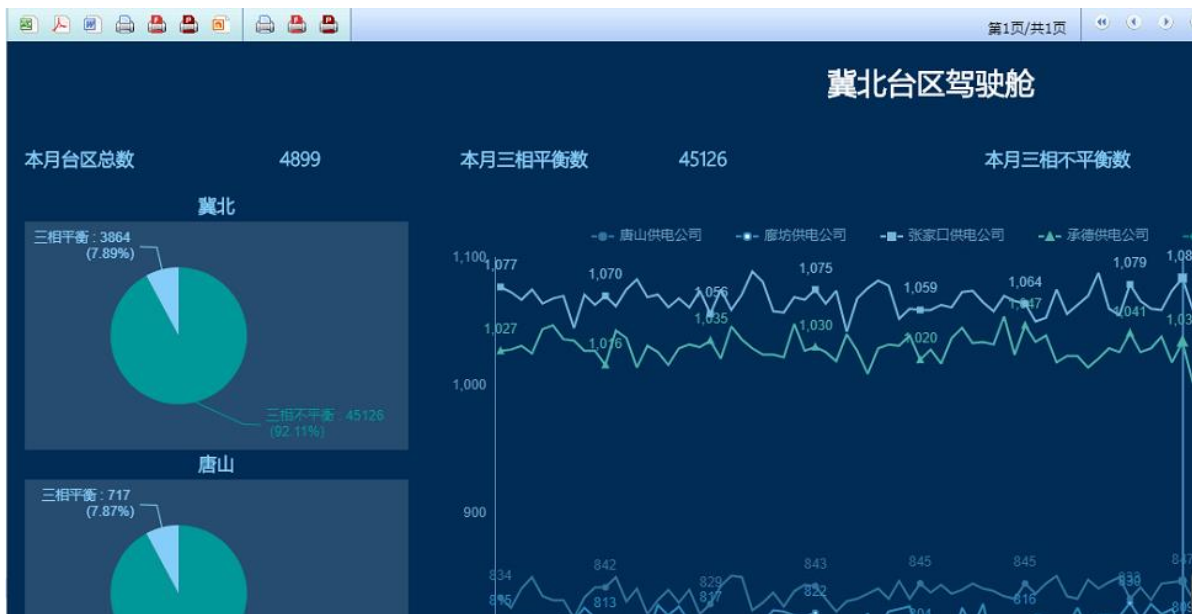 第1页/共1页
冀北台区驾驶舱
本月台区总数 4899 本月三相平衡数 45126 本月三相不平衡数
冀北
三相平衡 : 3864
(7.89%)
三相不平衡 : 45126
(92.11%)
唐山
三相平衡 : 717
(7.87%)
唐山供电公司 廊坊供电公司 张家口供电公司 承德供电公司
1,100
1,000
900
1,077 1,070 1,056 1,075 1,059 1,064 1,079
1,027 1,016 1,035 1,030 1,020 1,047 1,041
834 842 829 843 845 845 847
813 817 822 816